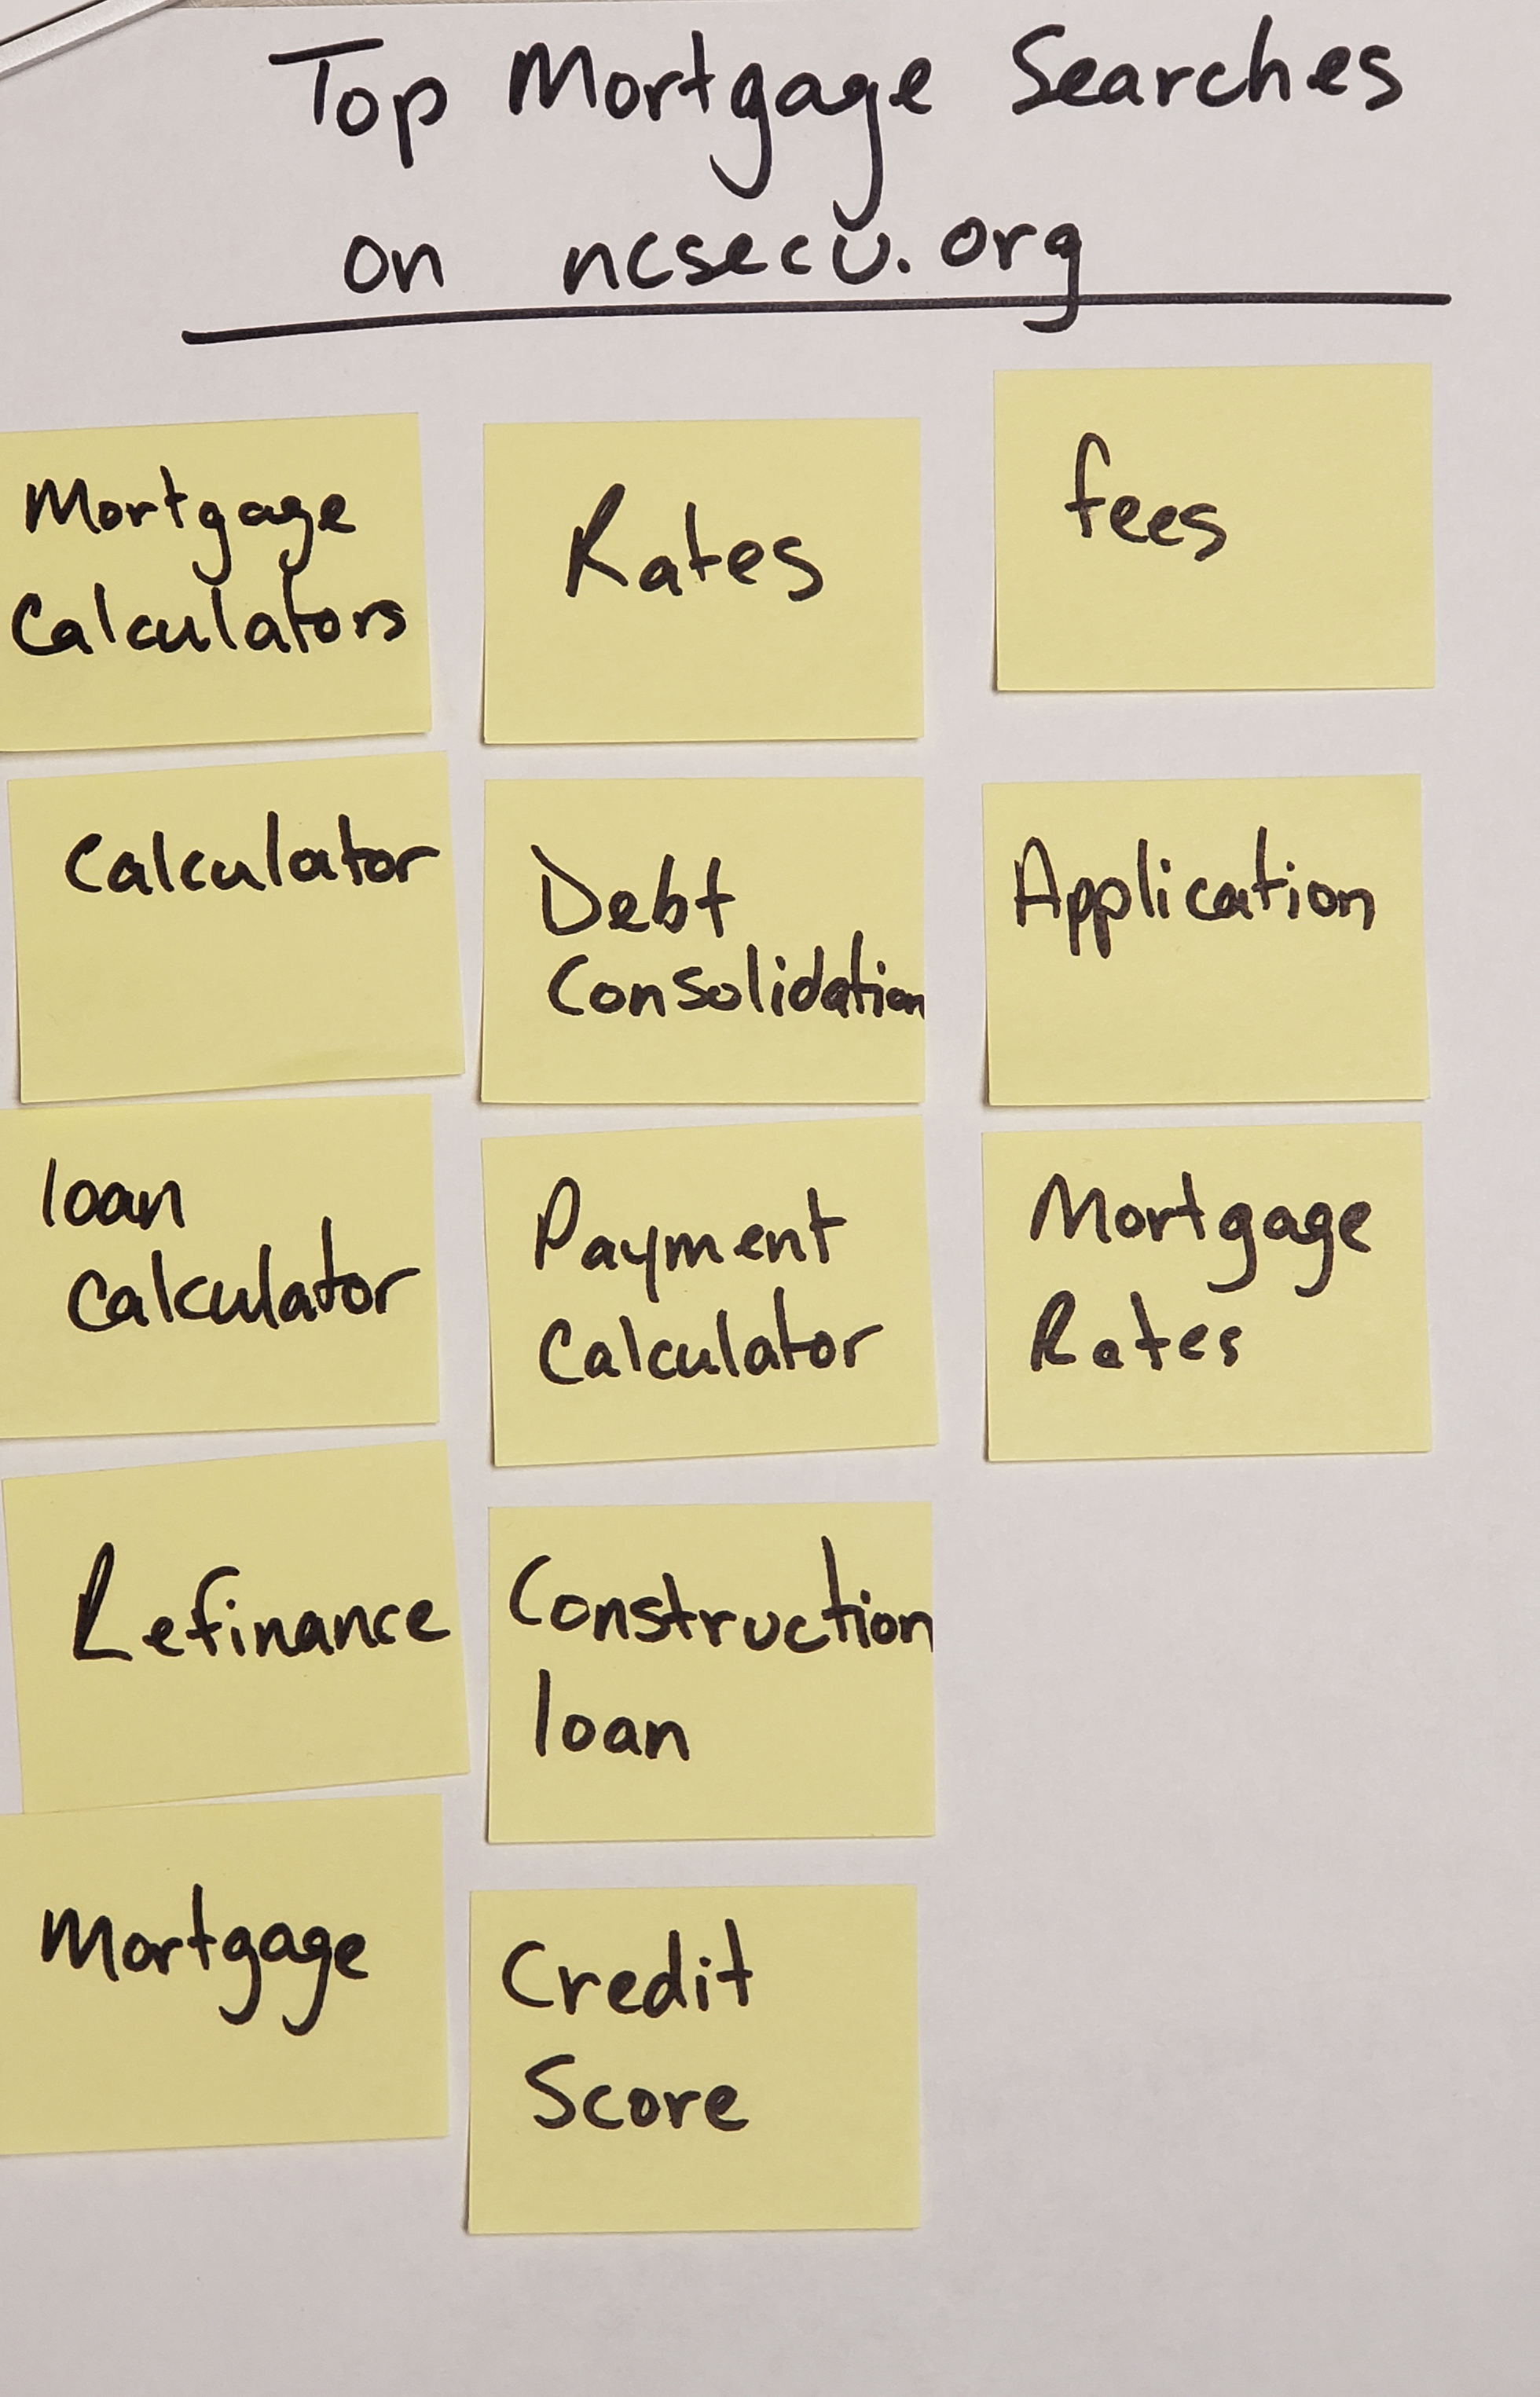 Top Mortgage Searches
on ncsecu.org
Mortgage
Calculators
Calculator
loan
Calculator
Refinance
Mortgage
Rates
Debt
Consolidation
Payment
Calculator
Construction
loan
Credit
Score
fees
Application
Mortgage
Rates